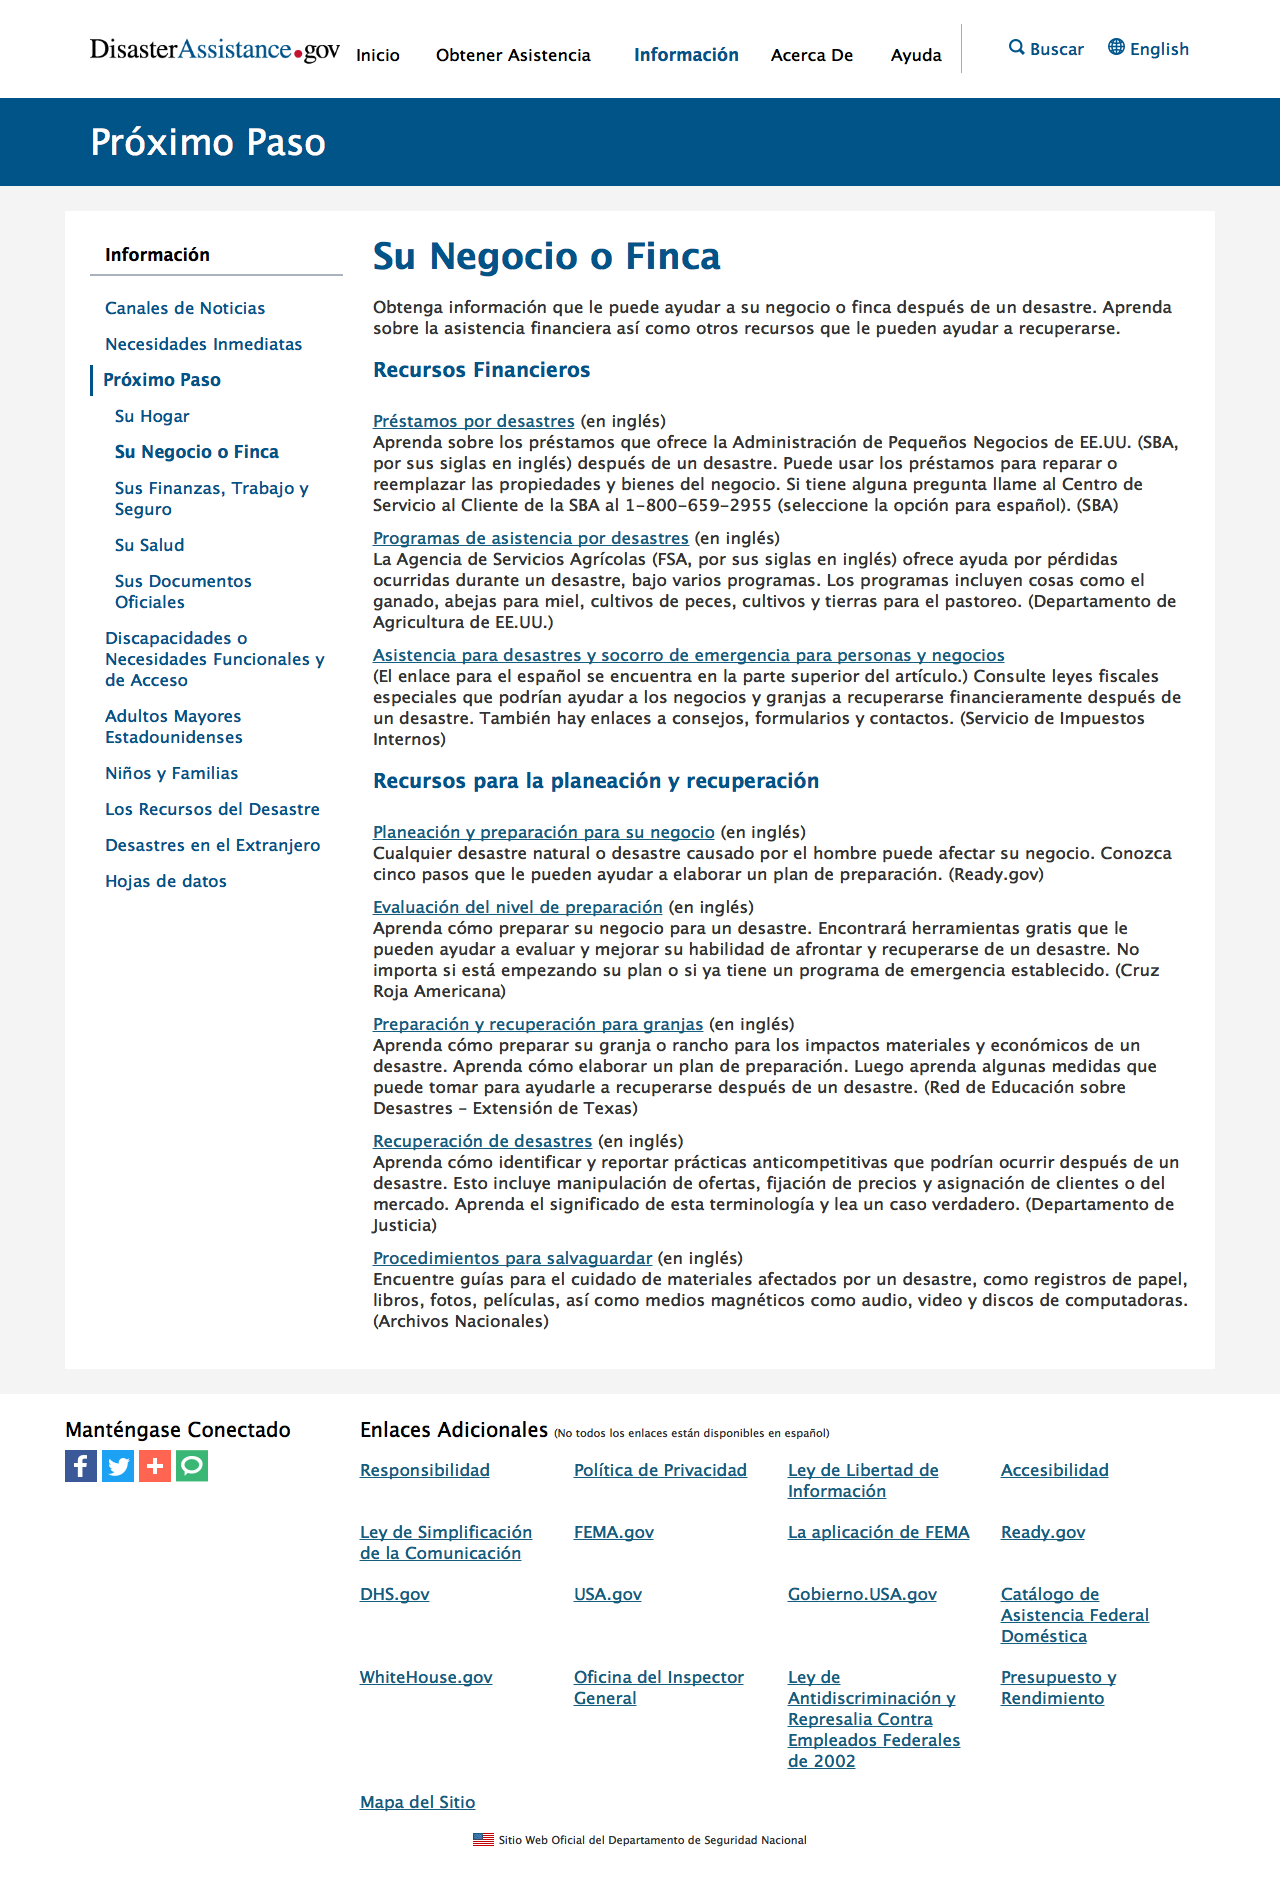 DisasterAssistance.gov
Inicio
Obtener Asistencia
Información
Acerca De
Ayuda
Buscar
English
Próximo Paso
Información
Canales de Noticias
Necesidades Inmediatas
Próximo Paso
Su Hogar
Su Negocio o Finca
Sus Finanzas, Trabajo y
Seguro
Su Salud
Sus Documentos
Oficiales
Discapacidades o
Necesidades Funcionales y
de Acceso
Adultos Mayores
Estadounidenses
Niños y Familias
Los Recursos del Desastre
Desastres en el Extranjero
Hojas de datos
Su Negocio o Finca
Obtenga información que le puede ayudar a su negocio o finca después de un desastre. Aprenda
sobre la asistencia financiera así como otros recursos que le pueden ayudar a recuperarse.
Recursos Financieros
Préstamos por desastres (en inglés)
Aprenda sobre los préstamos que ofrece la Administración de Pequeños Negocios de EE.UU. (SBA,
por sus siglas en inglés) después de un desastre. Puede usar los préstamos para reparar o
reemplazar las propiedades y bienes del negocio. Si tiene alguna pregunta llame al Centro de
Servicio al Cliente de la SBA al 1-800-659-2955 (seleccione la opción para español). (SBA)
Programas de asistencia por desastres (en inglés)
La Agencia de Servicios Agrícolas (FSA, por sus siglas en inglés) ofrece ayuda por pérdidas
ocurridas durante un desastre, bajo varios programas. Los programas incluyen cosas como el
ganado, abejas para miel, cultivos de peces, cultivos y tierras para el pastoreo. (Departamento de
Agricultura de EE.UU.)
Asistencia para desastres y socorro de emergencia para personas y negocios
(El enlace para el español se encuentra en la parte superior del artículo.) Consulte leyes fiscales
especiales que podrían ayudar a los negocios y granjas a recuperarse financieramente después de
un desastre. También hay enlaces a consejos, formularios y contactos. (Servicio de Impuestos
Internos)
Recursos para la planeación y recuperación
Planeación y preparación para su negocio (en inglés)
Cualquier desastre natural o desastre causado por el hombre puede afectar su negocio. Conozca
cinco pasos que le pueden ayudar a elaborar un plan de preparación. (Ready.gov)
Evaluación del nivel de preparación (en inglés)
Aprenda cómo preparar su negocio para un desastre. Encontrará herramientas gratis que le
pueden ayudar a evaluar y mejorar su habilidad de afrontar y recuperarse de un desastre. No
importa si está empezando su plan o si ya tiene un programa de emergencia establecido. (Cruz
Roja Americana)
Preparación y recuperación para granjas (en inglés)
Aprenda cómo preparar su granja o rancho para los impactos materiales y económicos de un
desastre. Aprenda cómo elaborar un plan de preparación. Luego aprenda algunas medidas que
puede tomar para ayudarle a recuperarse después de un desastre. (Red de Educación sobre
Desastres – Extensión de Texas)
Recuperación de desastres (en inglés)
Aprenda cómo identificar y reportar prácticas anticompetitivas que podrían ocurrir después de un
desastre. Esto incluye manipulación de ofertas, fijación de precios y asignación de clientes o del
mercado. Aprenda el significado de esta terminología y lea un caso verdadero. (Departamento de
Justicia)
Procedimientos para salvaguardar (en inglés)
Encuentre guías para el cuidado de materiales afectados por un desastre, como registros de papel,
libros, fotos, películas, así como medios magnéticos como audio, video y discos de computadoras.
(Archivos Nacionales)
Manténgase Conectado
Enlaces Adicionales (No todos los enlaces están disponibles en español)
Responsibilidad
Política de Privacidad
Ley de Libertad de
Información
Accesibilidad
Ley de Simplificación
de la Comunicación
FEMA.gov
La aplicación de FEMA
Ready.gov
DHS.gov
USA.gov
Gobierno.USA.gov
Catálogo de
Asistencia Federal
Doméstica
WhiteHouse.gov
Oficina del Inspector
General
Ley de
Antidiscriminación y
Represalia Contra
Empleados Federales
de 2002
Presupuesto y
Rendimiento
Mapa del Sitio
Sitio Web Oficial del Departamento de Seguridad Nacional